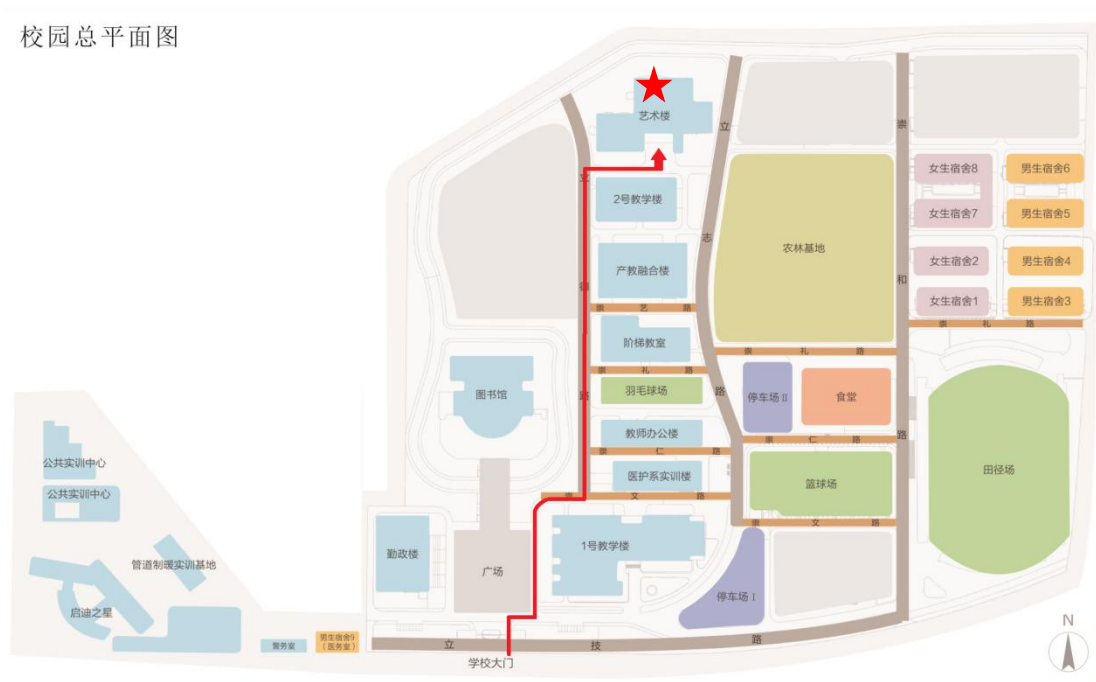 校园总平面图
艺术楼
立
崇
女生宿舍8
男生宿舍6
立
2号教学楼
女生宿舍7
男生宿舍5
志
农林基地
产教融合楼
女生宿舍2
男生宿舍4
和
德
女生宿舍1
男生宿舍3
崇 艺 路
崇 礼 路
阶梯教室
崇 礼 路
崇 礼 路
图书馆
羽毛球场
路
路
停车场 II
食堂
教师办公楼
崇 仁 路
路
崇 仁 路
公共实训中心
医护系实训楼
田径场
公共实训中心
崇 文 路
篮球场
崇 文 路
勤政楼
1号教学楼
管道制暖实训基地
广场
停车场 I
启迪之星
N
警务室
男生宿舍9
（医务室）
立 技 路
学校大门